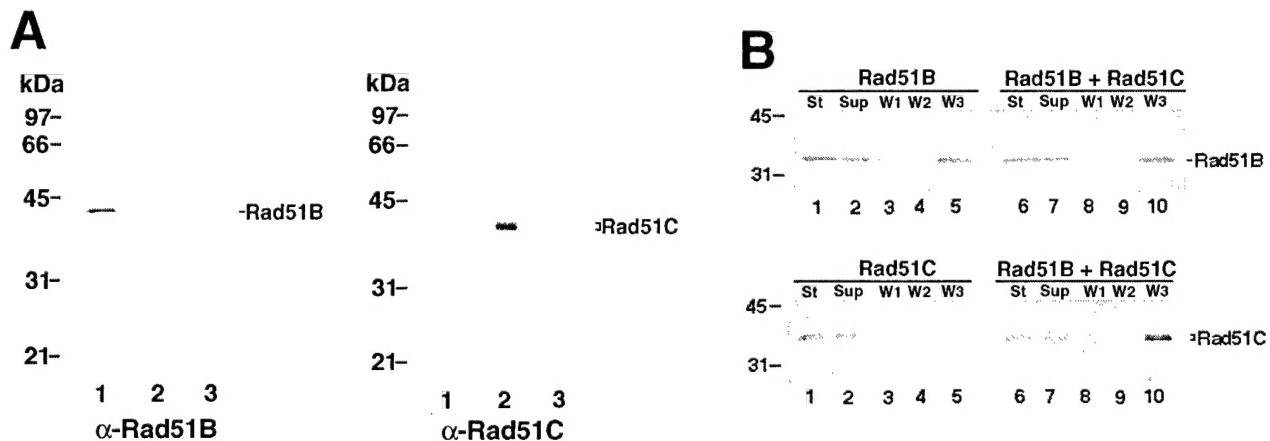 A
kDa
97-
66-
45-
-Rad51B
31-
21-
1 2 3
α-Rad51B
kDa
97-
66-
45-
Rad51C
31-
21-
1 2 3
α-Rad51C
B
Rad51B Rad51B + Rad51C
St Sup W1 W2 W3 St Sup W1 W2 W3
45-
-Rad51B
31-
1 2 3 4 5 6 7 8 9 10
Rad51C Rad51B + Rad51C
St Sup W1 W2 W3 St Sup W1 W2 W3
45-
Rad51C
31-
1 2 3 4 5 6 7 8 9 10